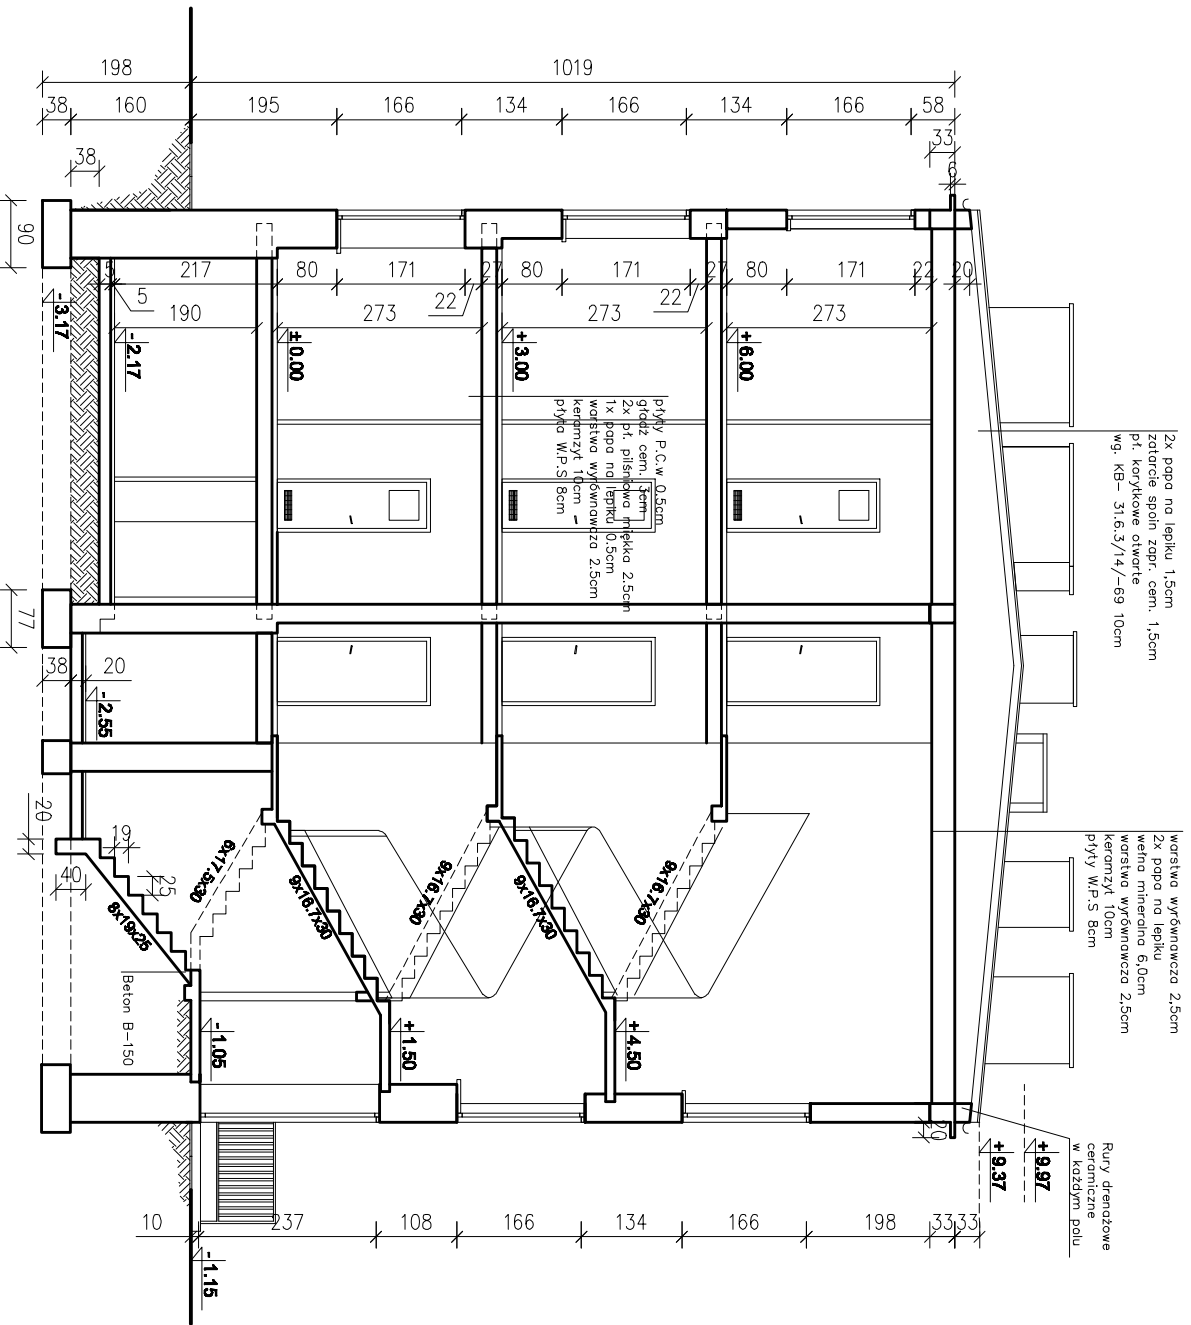 198
1019
38
160
195
166
134
166
134
166
58
33
6
38
90
5
217
80
171
27
80
171
27
80
171
22
20
5
22
22
190
273
273
273
- 3.17
- 2.17
± 0.00
+ 3.00
+ 6.00
płyty P.C.w 0.5cm
gładź cem. 3cm
2x pł. pilśniowa miękka 2.5cm
1x papa na lepiku 0.5cm
warstwa wyrównawcza 2.5cm
keramzyt 10cm
płyta W.P.S 8cm
2x papa na lepiku 1,5cm
zatarcie spoin zapr. cem. 1,5cm
pł. korytkowe otwarte
wg. KB- 31.6.3/14/-69 10cm
77
38
20
- 2.55
20
19
40
25
8x19x25
6x17.5x30
9x16.7x30
9x16.7x30
9x16.7x30
9x16.7x30
Beton B-150
- 1.05
+ 1.50
+ 4.50
warstwa wyrównawcza 2,5cm
2x papa na lepiku
wełna mineralna 6,0cm
warstwa wyrównawcza 2,5cm
keramzyt 10cm
płyty W.P.S 8cm
20
+ 9.37
+ 9.97
Rury drenażowe
ceramiczne
w każdym polu
10
237
108
166
134
166
198
33
33
- 1.15